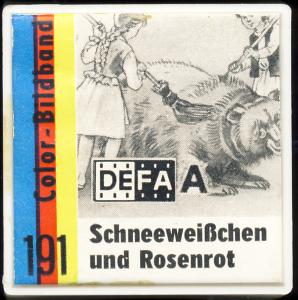 Color-Bildband
DEFA A
191
Schneeweißchen
und Rosenrot